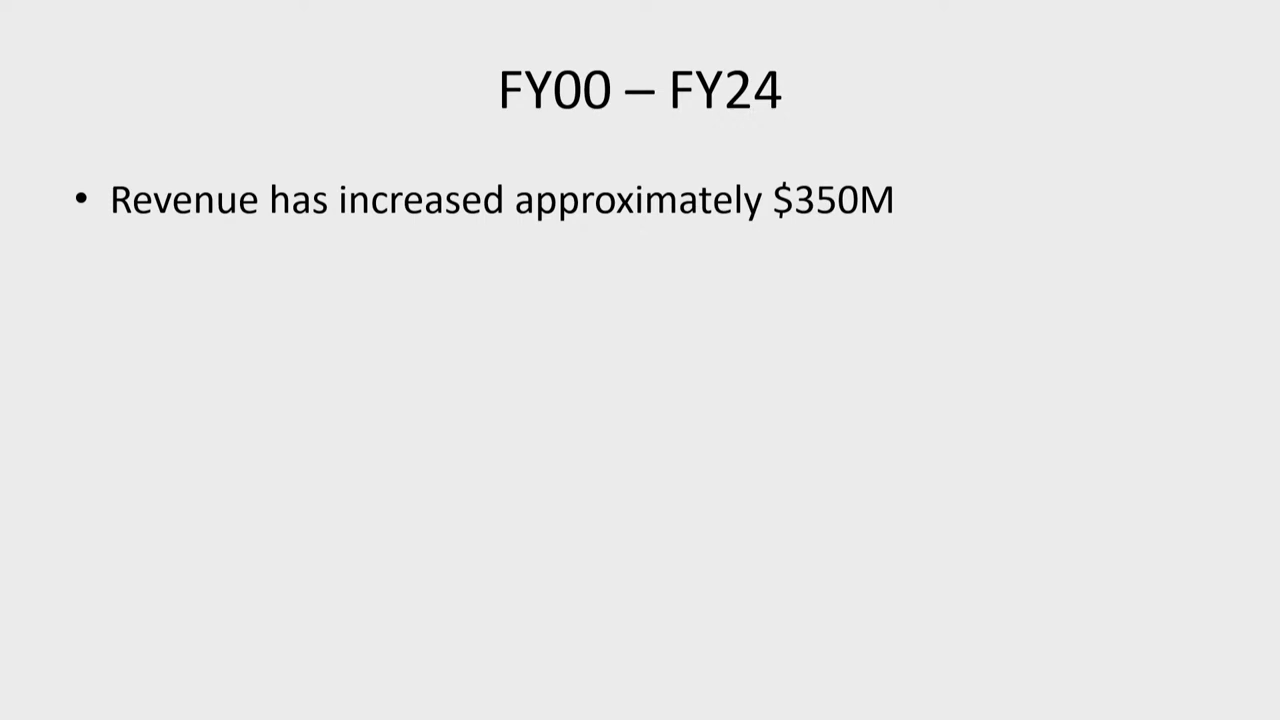 FY00 – FY24
• Revenue has increased approximately $350M